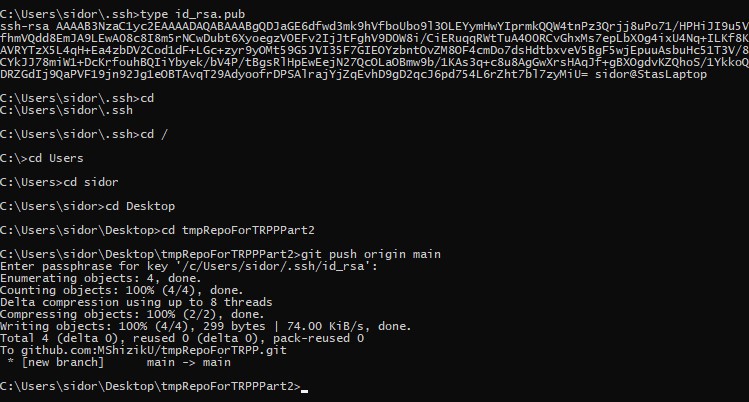 C:\Users\sidor\.ssh>type id_rsa.pub
ssh-rsa AAAAB3NzaC1yc2EAAAADAQABAAABgQDJaGE6dfwd3mk9hVfboUbo9l3OLEYymHwYIprmkQQW4tnPz3Qrjj8uPo71/HPHiJI9u5V
fhmVQdd8EmJA9LEwAO8c6I8m5rNCwDubt6XyoegzVOEFv2IjJtFghV9DOW8i/CiERuqqRWtTuA4OORCvGhxMs7epLbXOg4ixU4Nq+ILKf8K
AVRYTzX5L4qH+Ea4zbDV2Cod1dF+LGc+zyr9yOMt59G5JVI35F7GIEOYzbntOvZM8OF4cmDo7dsHdtbxveV5BgF5wjEpuuAsbuHc51T3V/8
CYkJJ78miW1+DcKrfouhBQIiYbyek/bV4P/tBgsRlHpEwEejN27QcOLaOBmw9b/1KAs3q+c8u8AgGwXrsHAqJf+gBXOgdvKZQhoS/1YkkoQ
DRZGdIj9QaPVF19jn92Jg1eOBTAvqT29AdyoofrDPSAlrajYjZqEvhD9gD2qcJ6pd754L6rZht7bl7zyMiU= sidor@StasLaptop
C:\Users\sidor\.ssh>cd
C:\Users\sidor\.ssh
C:\Users\sidor\.ssh>cd /
C:\>cd Users
C:\Users>cd sidor
C:\Users\sidor>cd Desktop
C:\Users\sidor\Desktop>cd tmpRepoForTRPPPart2
C:\Users\sidor\Desktop\tmpRepoForTRPPPart2>git push origin main
Enter passphrase for key '/c/Users/sidor/.ssh/id_rsa':
Enumerating objects: 4, done.
Counting objects: 100% (4/4), done.
Delta compression using up to 8 threads
Compressing objects: 100% (2/2), done.
Writing objects: 100% (4/4), 299 bytes | 74.00 KiB/s, done.
Total 4 (delta 0), reused 0 (delta 0), pack-reused 0
To github.com:MShizikU/tmpRepoForTRPP.git
 * [new branch]      main -> main
C:\Users\sidor\Desktop\tmpRepoForTRPPPart2>